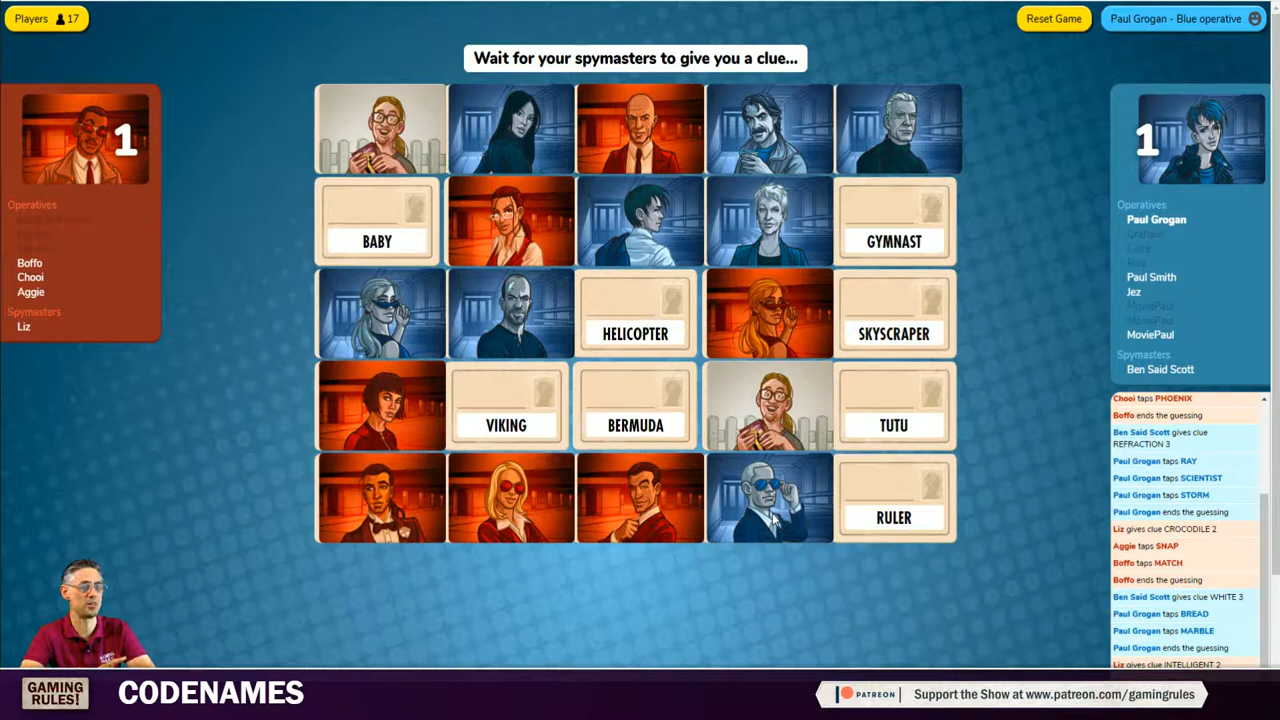 Players 17
Reset Game
Paul Grogan - Blue operative
Wait for your spymasters to give you a clue...
1
Operatives
Boffo
Chooi
Aggie
Spymasters
Liz
BABY
GYMNAST
HELICOPTER
SKYSCRAPER
VIKING
BERMUDA
TUTU
RULER
1
Operatives
Paul Grogan
Paul Smith
Jez
MoviePaul
MoviePaul
MoviePaul
Spymasters
Ben Said Scott
Chooi taps PHOENIX
Boffo ends the guessing
Ben Said Scott gives clue
REFRACTION 3
Paul Grogan taps RAY
Paul Grogan taps SCIENTIST
Paul Grogan taps STORM
Paul Grogan ends the guessing
Liz gives clue CROCODILE 2
Aggie taps SNAP
Boffo taps MATCH
Boffo ends the guessing
Ben Said Scott gives clue WHITE 3
Paul Grogan taps BREAD
Paul Grogan taps MARBLE
Paul Grogan ends the guessing
Liz gives clue INTELLIGENT 2
GAMING
RULES!
CODENAMES
PATREON
Support the Show at www.patreon.com/gamingrules